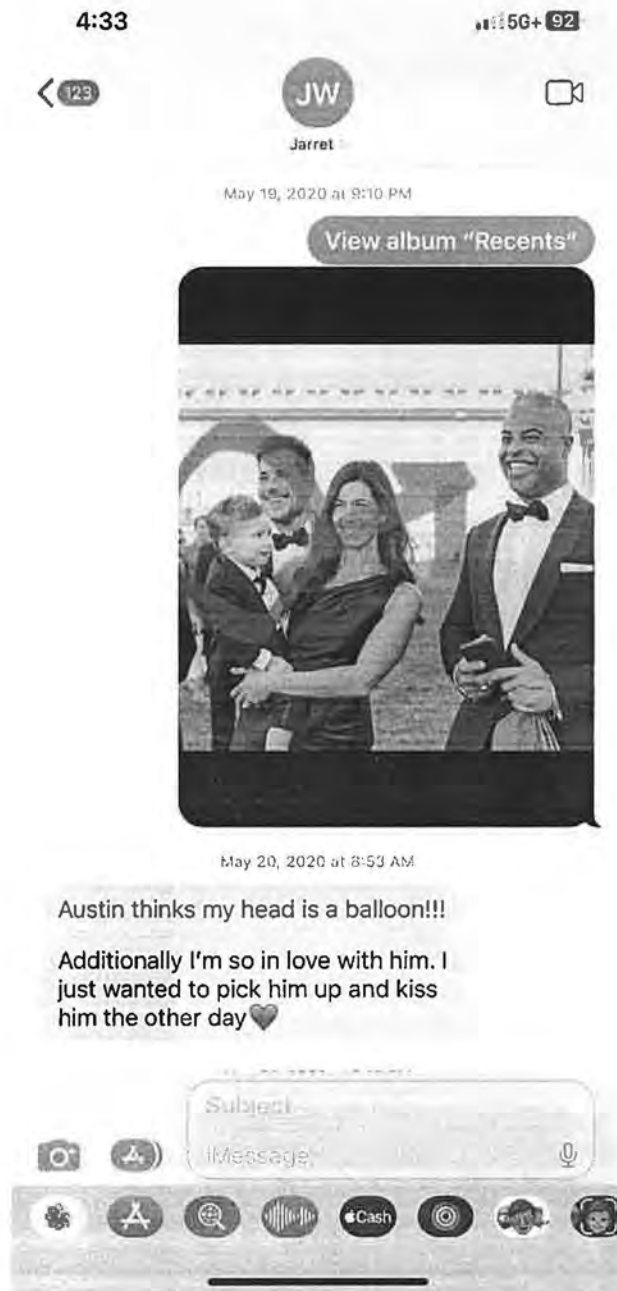 4:33
5G+ 92
123
JW
Jarret
May 19, 2020 at 9:10 PM
View album "Recents"
May 20, 2020 at 8:53 AM
Austin thinks my head is a balloon!!!
Additionally I'm so in love with him. I
just wanted to pick him up and kiss
him the other day🩶
Subject
iMessage
Cash